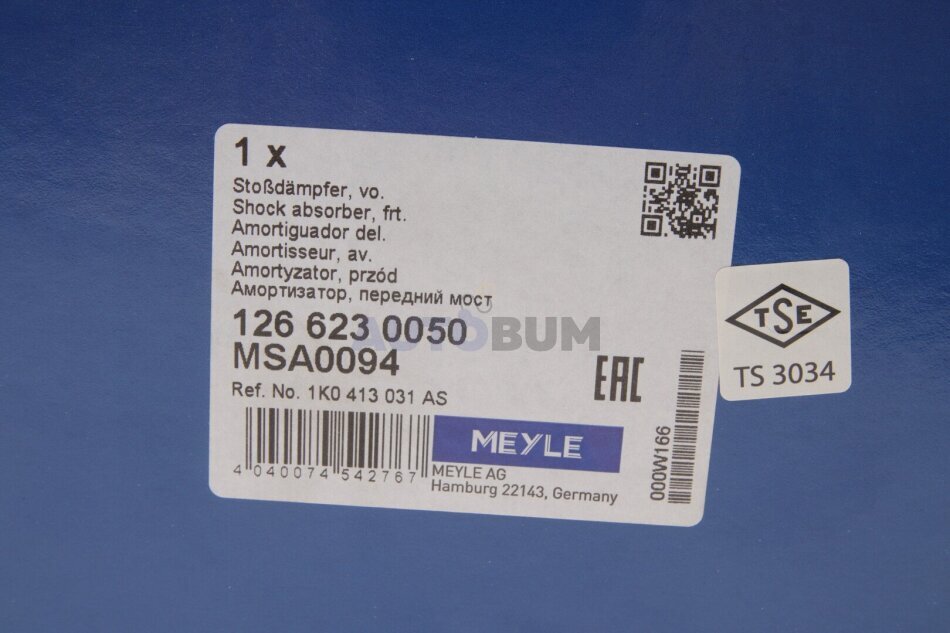 1 x
Stoßdämpfer, vo.
Shock absorber, frt.
Amortiguador del.
Amortisseur, av.
Amortyzator, przód
Амортизатор, передний мост
126 623 0050
AUTOBUM
MSA0094
EAC
Ref. No. 1K0 413 031 AS
MEYLE
4 040074 542767
MEYLE AG
Hamburg 22143, Germany
000W166
TSE
TS 3034